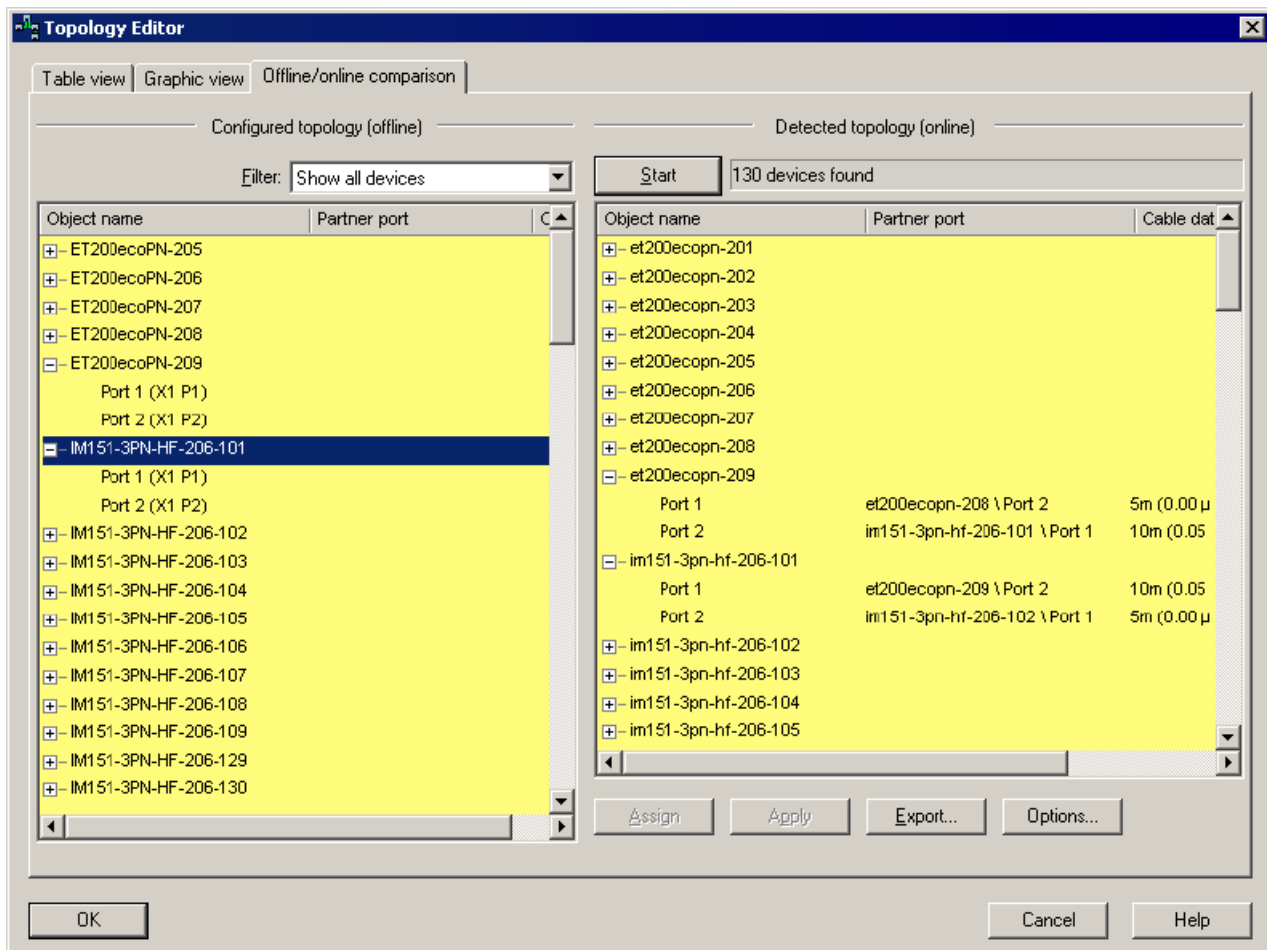 Topology Editor
Table view Graphic view Offline/online comparison
Configured topology (offline)
Filter: Show all devices
Object name Partner port C
ET200ecoPN-205
ET200ecoPN-206
ET200ecoPN-207
ET200ecoPN-208
ET200ecoPN-209
Port 1 (X1 P1)
Port 2 (X1 P2)
IM151-3PN-HF-206-101
Port 1 (X1 P1)
Port 2 (X1 P2)
IM151-3PN-HF-206-102
IM151-3PN-HF-206-103
IM151-3PN-HF-206-104
IM151-3PN-HF-206-105
IM151-3PN-HF-206-106
IM151-3PN-HF-206-107
IM151-3PN-HF-206-108
IM151-3PN-HF-206-109
IM151-3PN-HF-206-129
IM151-3PN-HF-206-130
Detected topology (online)
Start 130 devices found
Object name Partner port Cable dat
et200ecopn-201
et200ecopn-202
et200ecopn-203
et200ecopn-204
et200ecopn-205
et200ecopn-206
et200ecopn-207
et200ecopn-208
et200ecopn-209
Port 1 et200ecopn-208 \ Port 2 5m (0.00 µ
Port 2 im151-3pn-hf-206-101 \ Port 1 10m (0.05
im151-3pn-hf-206-101
Port 1 et200ecopn-209 \ Port 2 10m (0.05
Port 2 im151-3pn-hf-206-102 \ Port 1 5m (0.00 µ
im151-3pn-hf-206-102
im151-3pn-hf-206-103
im151-3pn-hf-206-104
im151-3pn-hf-206-105
Assign Apply Export... Options...
OK Cancel Help